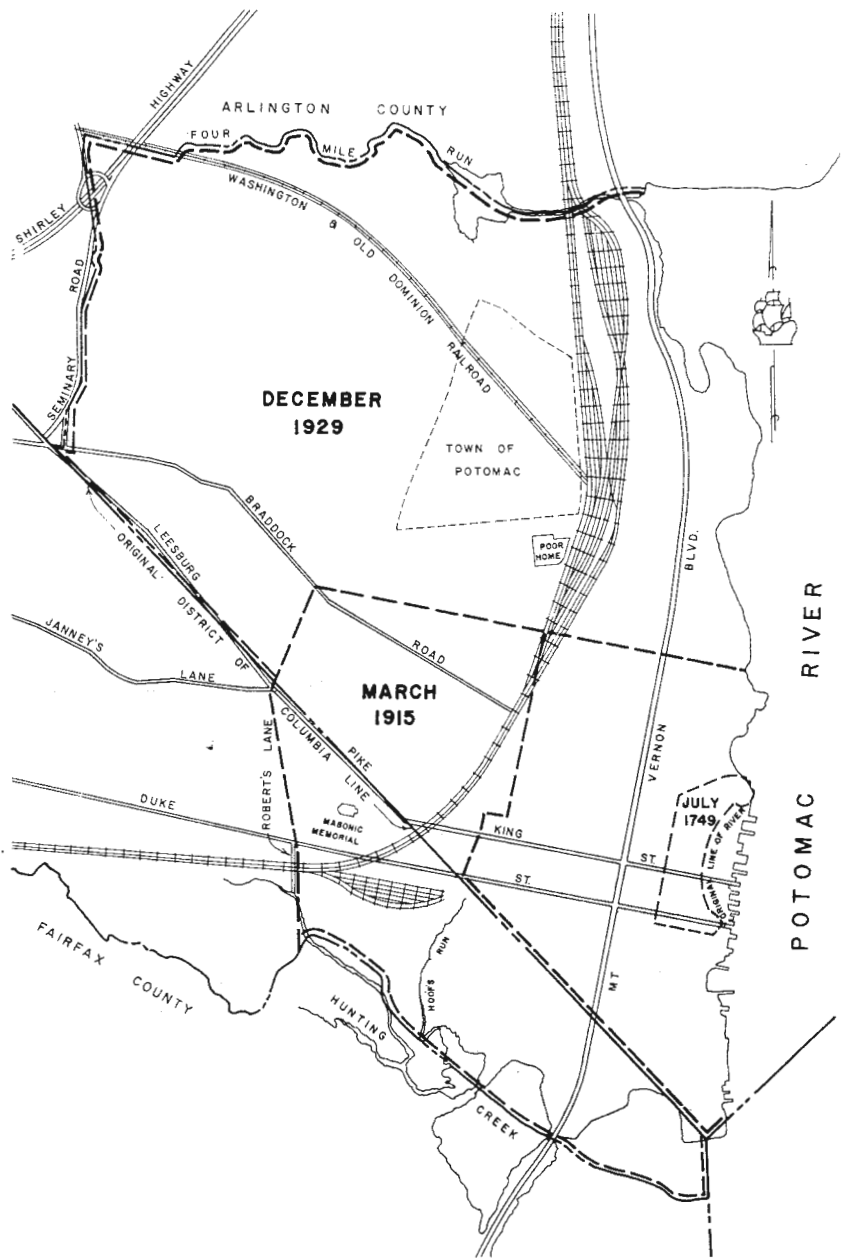 HIGHWAY
ARLINGTON COUNTY
FOUR MILE RUN
SHIRLEY
WASHINGTON & OLD DOMINION RAILROAD
ROAD
SEMINARY
DECEMBER
1929
TOWN OF
POTOMAC
POOR
HOME
LEESBURG
ORIGINAL DISTRICT OF
BRADDOCK
ROAD
BLVD.
JANNEY'S
LANE
MARCH
1915
COLUMBIA LINE
PIKE
ROBERT'S LANE
VERNON
POTOMAC RIVER
DUKE
MASONIC
MEMORIAL
KING
ST.
JULY
1749
ORIGINAL LINE OF RIVER
ST.
FAIRFAX
COUNTY
HUNTING
HOOFS RUN
MT
CREEK